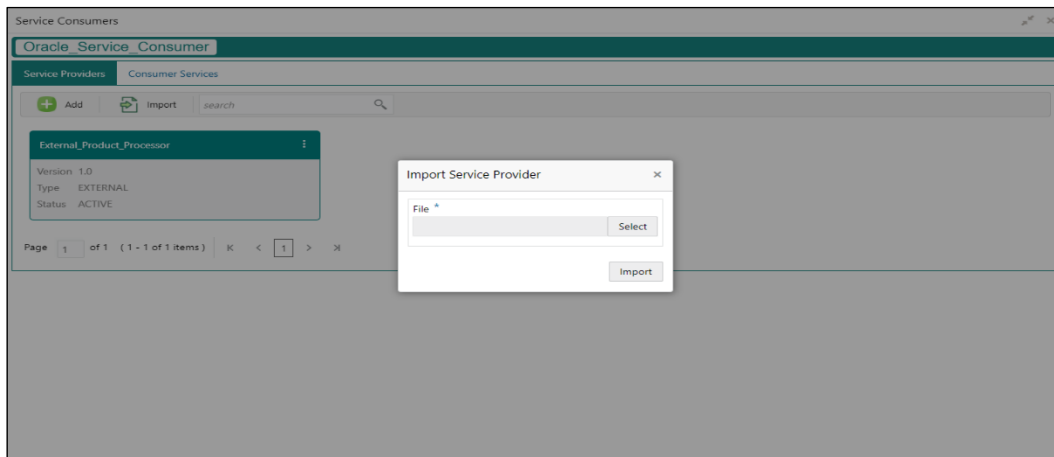 Service Consumers
Oracle_Service_Consumer
Service Providers Consumer Services
Add Import search
External_Product_Processor
Version 1.0
Type EXTERNAL
Status ACTIVE
Page 1 of 1 (1 - 1 of 1 items) K < 1 > >|
Import Service Provider ×
File *
Select
Import